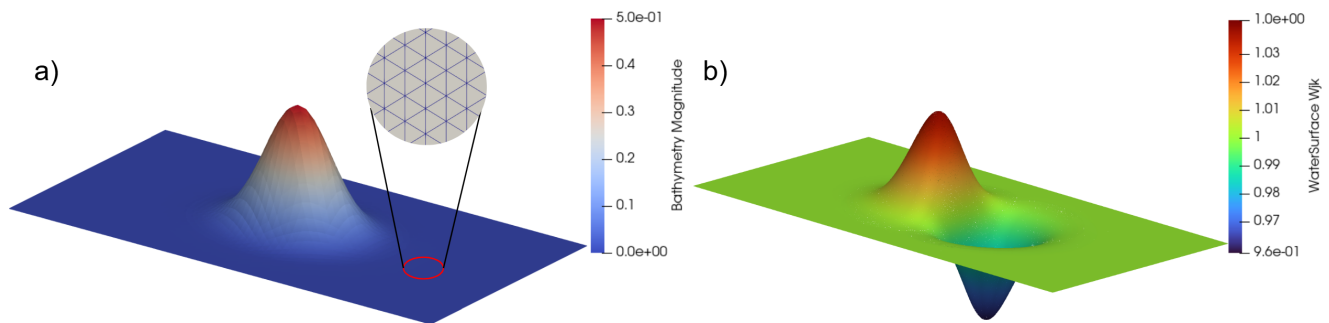 a)
5.0e-01
0.4
0.3
0.2
0.1
0.0e+00
Bathymetry Magnitude
b)
1.0e+00
1.03
1.02
1.01
1
0.99
0.98
0.97
9.6e-01
WaterSurface Wjk